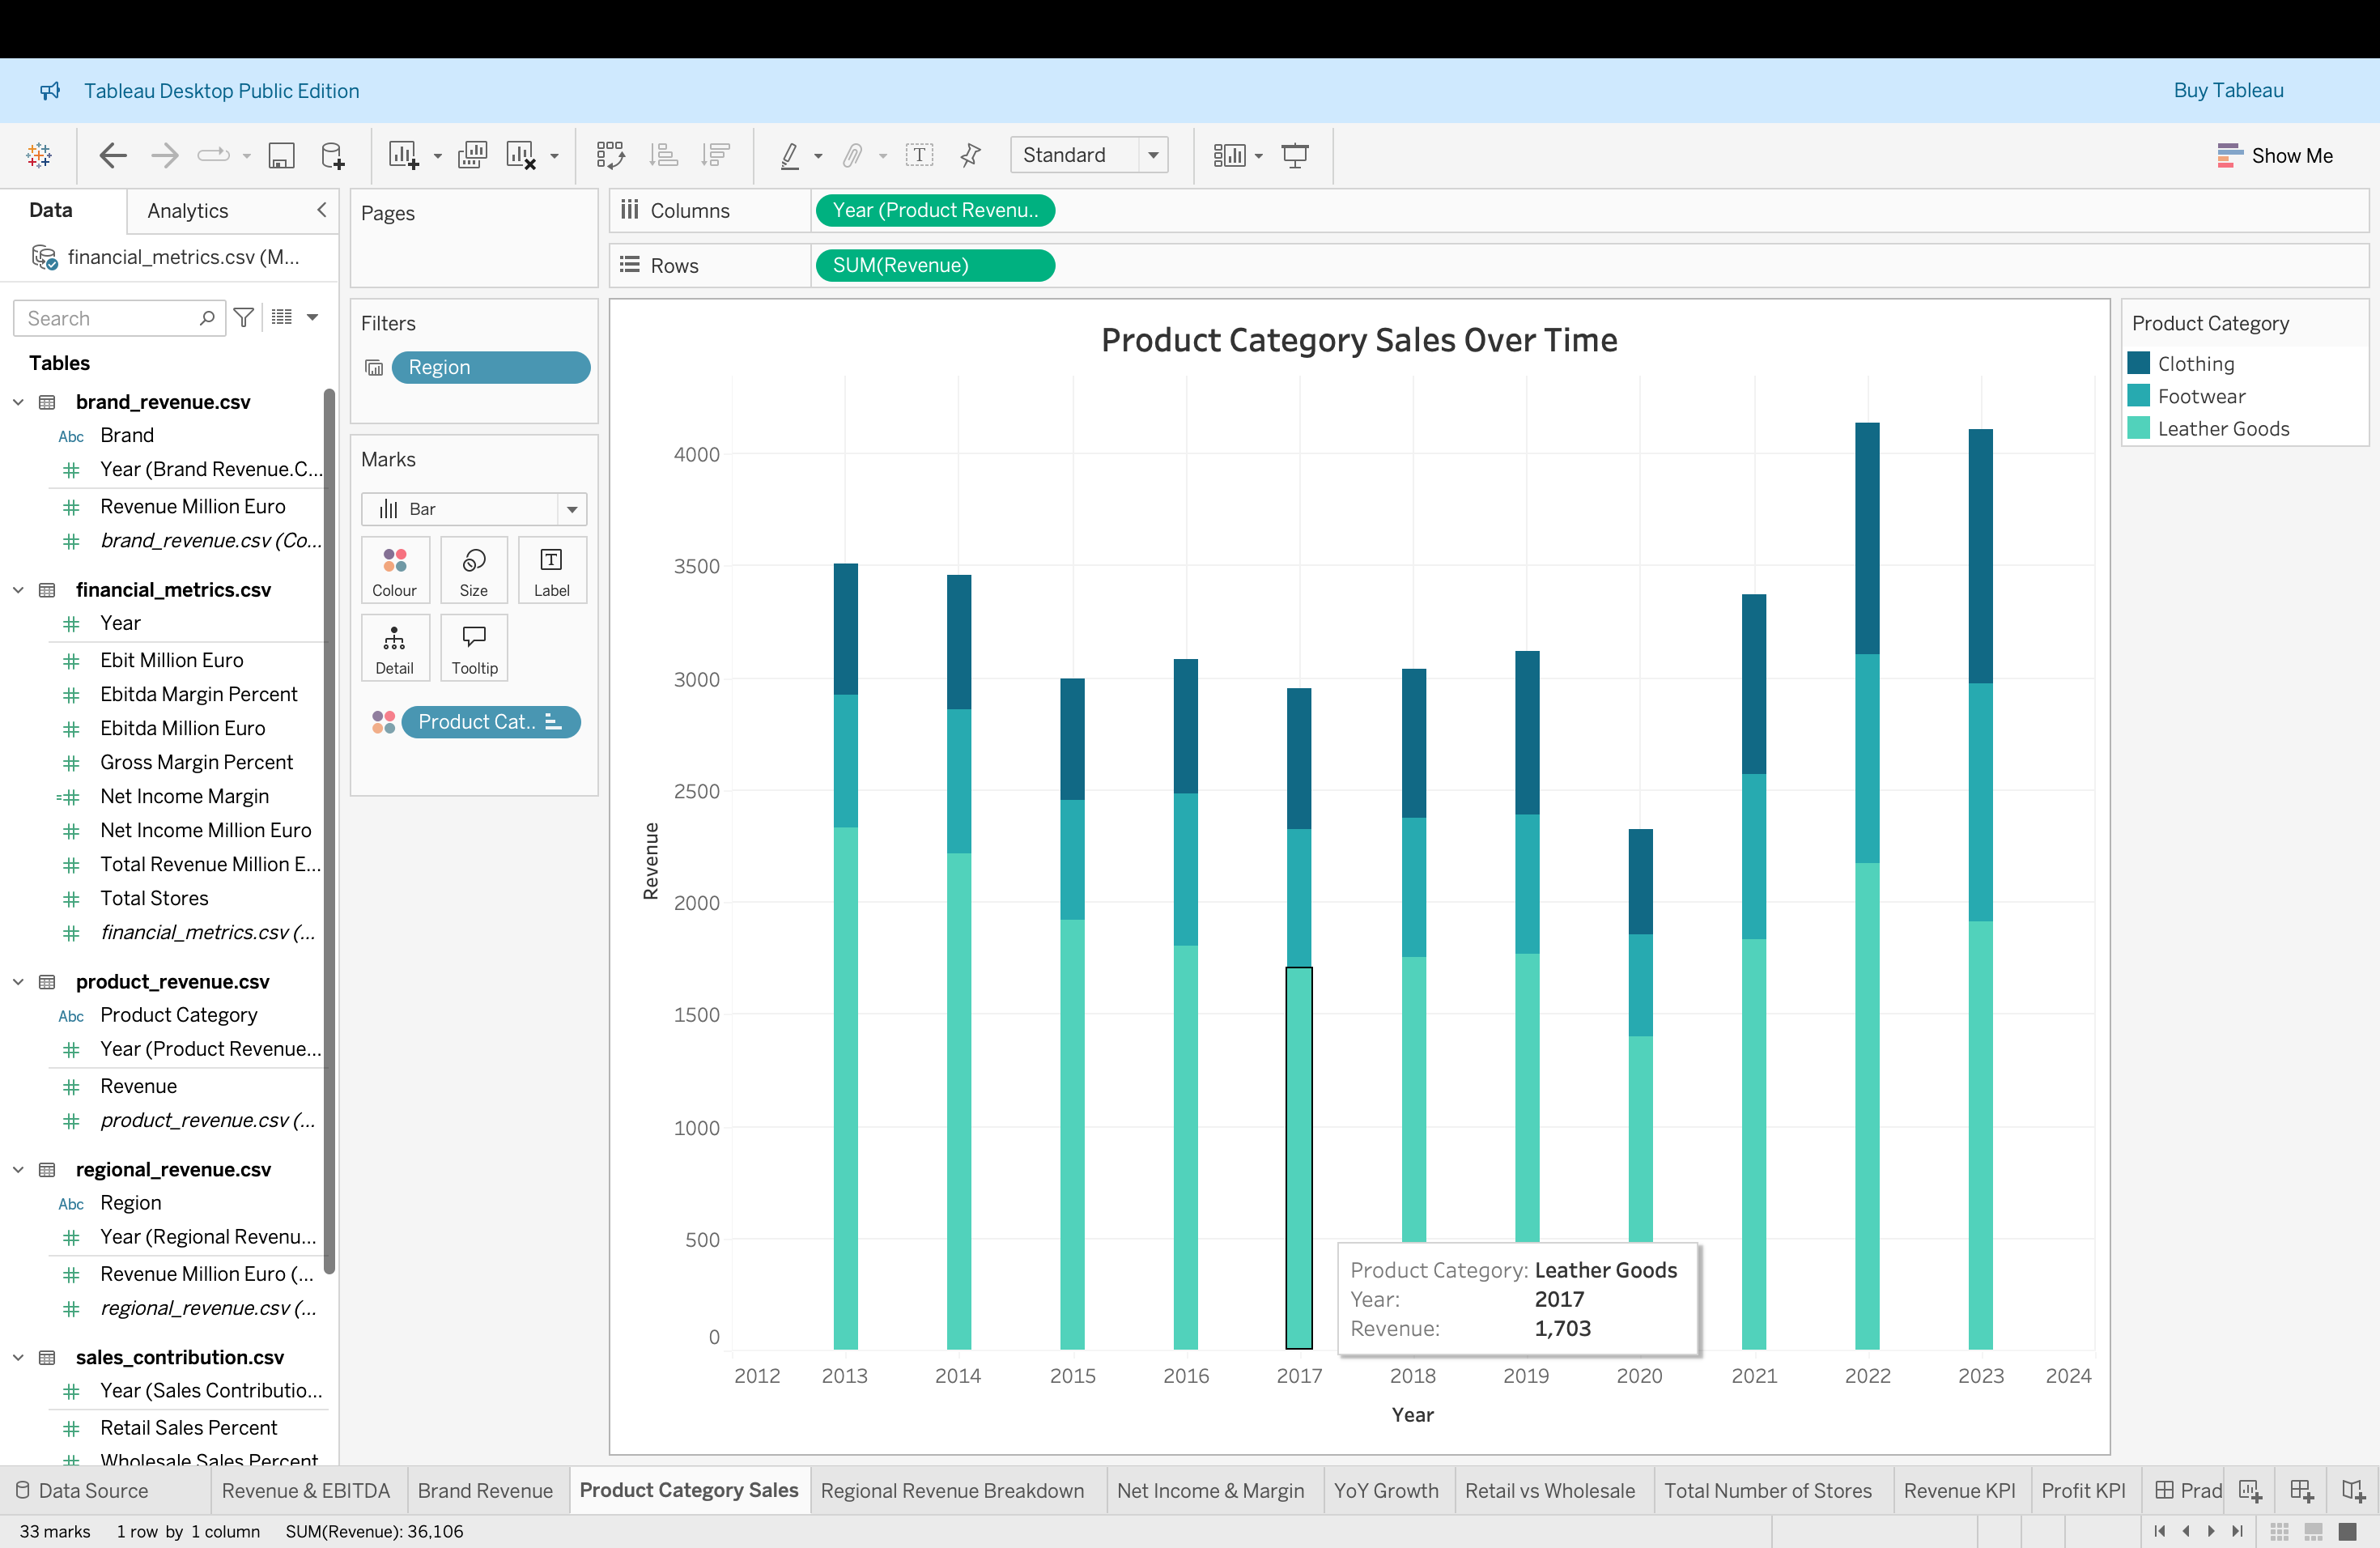 Tableau Desktop Public Edition
Buy Tableau
Standard
Show Me
Data
Analytics
financial_metrics.csv (M...
Search
Tables
brand_revenue.csv
Abc Brand
Year (Brand Revenue.C...
Revenue Million Euro
brand_revenue.csv (Co...
financial_metrics.csv
Year
Ebit Million Euro
Ebitda Margin Percent
Ebitda Million Euro
Gross Margin Percent
Net Income Margin
Net Income Million Euro
Total Revenue Million E...
Total Stores
financial_metrics.csv (...
product_revenue.csv
Abc Product Category
Year (Product Revenue...
Revenue
product_revenue.csv (...
regional_revenue.csv
Abc Region
Year (Regional Revenu...
Revenue Million Euro (...
regional_revenue.csv (...
sales_contribution.csv
Year (Sales Contributio...
Retail Sales Percent
Wholesale Sales Percent
Pages
Filters
Region
Marks
Bar
Colour
Size
Label
Detail
Tooltip
Product Cat..
Columns
Year (Product Revenu..
Rows
SUM(Revenue)
Product Category Sales Over Time
4000
3500
3000
2500
2000
1500
1000
500
0
Revenue
2012 2013 2014 2015 2016 2017 2018 2019 2020 2021 2022 2023 2024
Year
Product Category: Leather Goods
Year: 2017
Revenue: 1,703
Product Category
Clothing
Footwear
Leather Goods
Data Source
Revenue & EBITDA
Brand Revenue
Product Category Sales
Regional Revenue Breakdown
Net Income & Margin
YoY Growth
Retail vs Wholesale
Total Number of Stores
Revenue KPI
Profit KPI
Prad
33 marks
1 row by 1 column
SUM(Revenue): 36,106